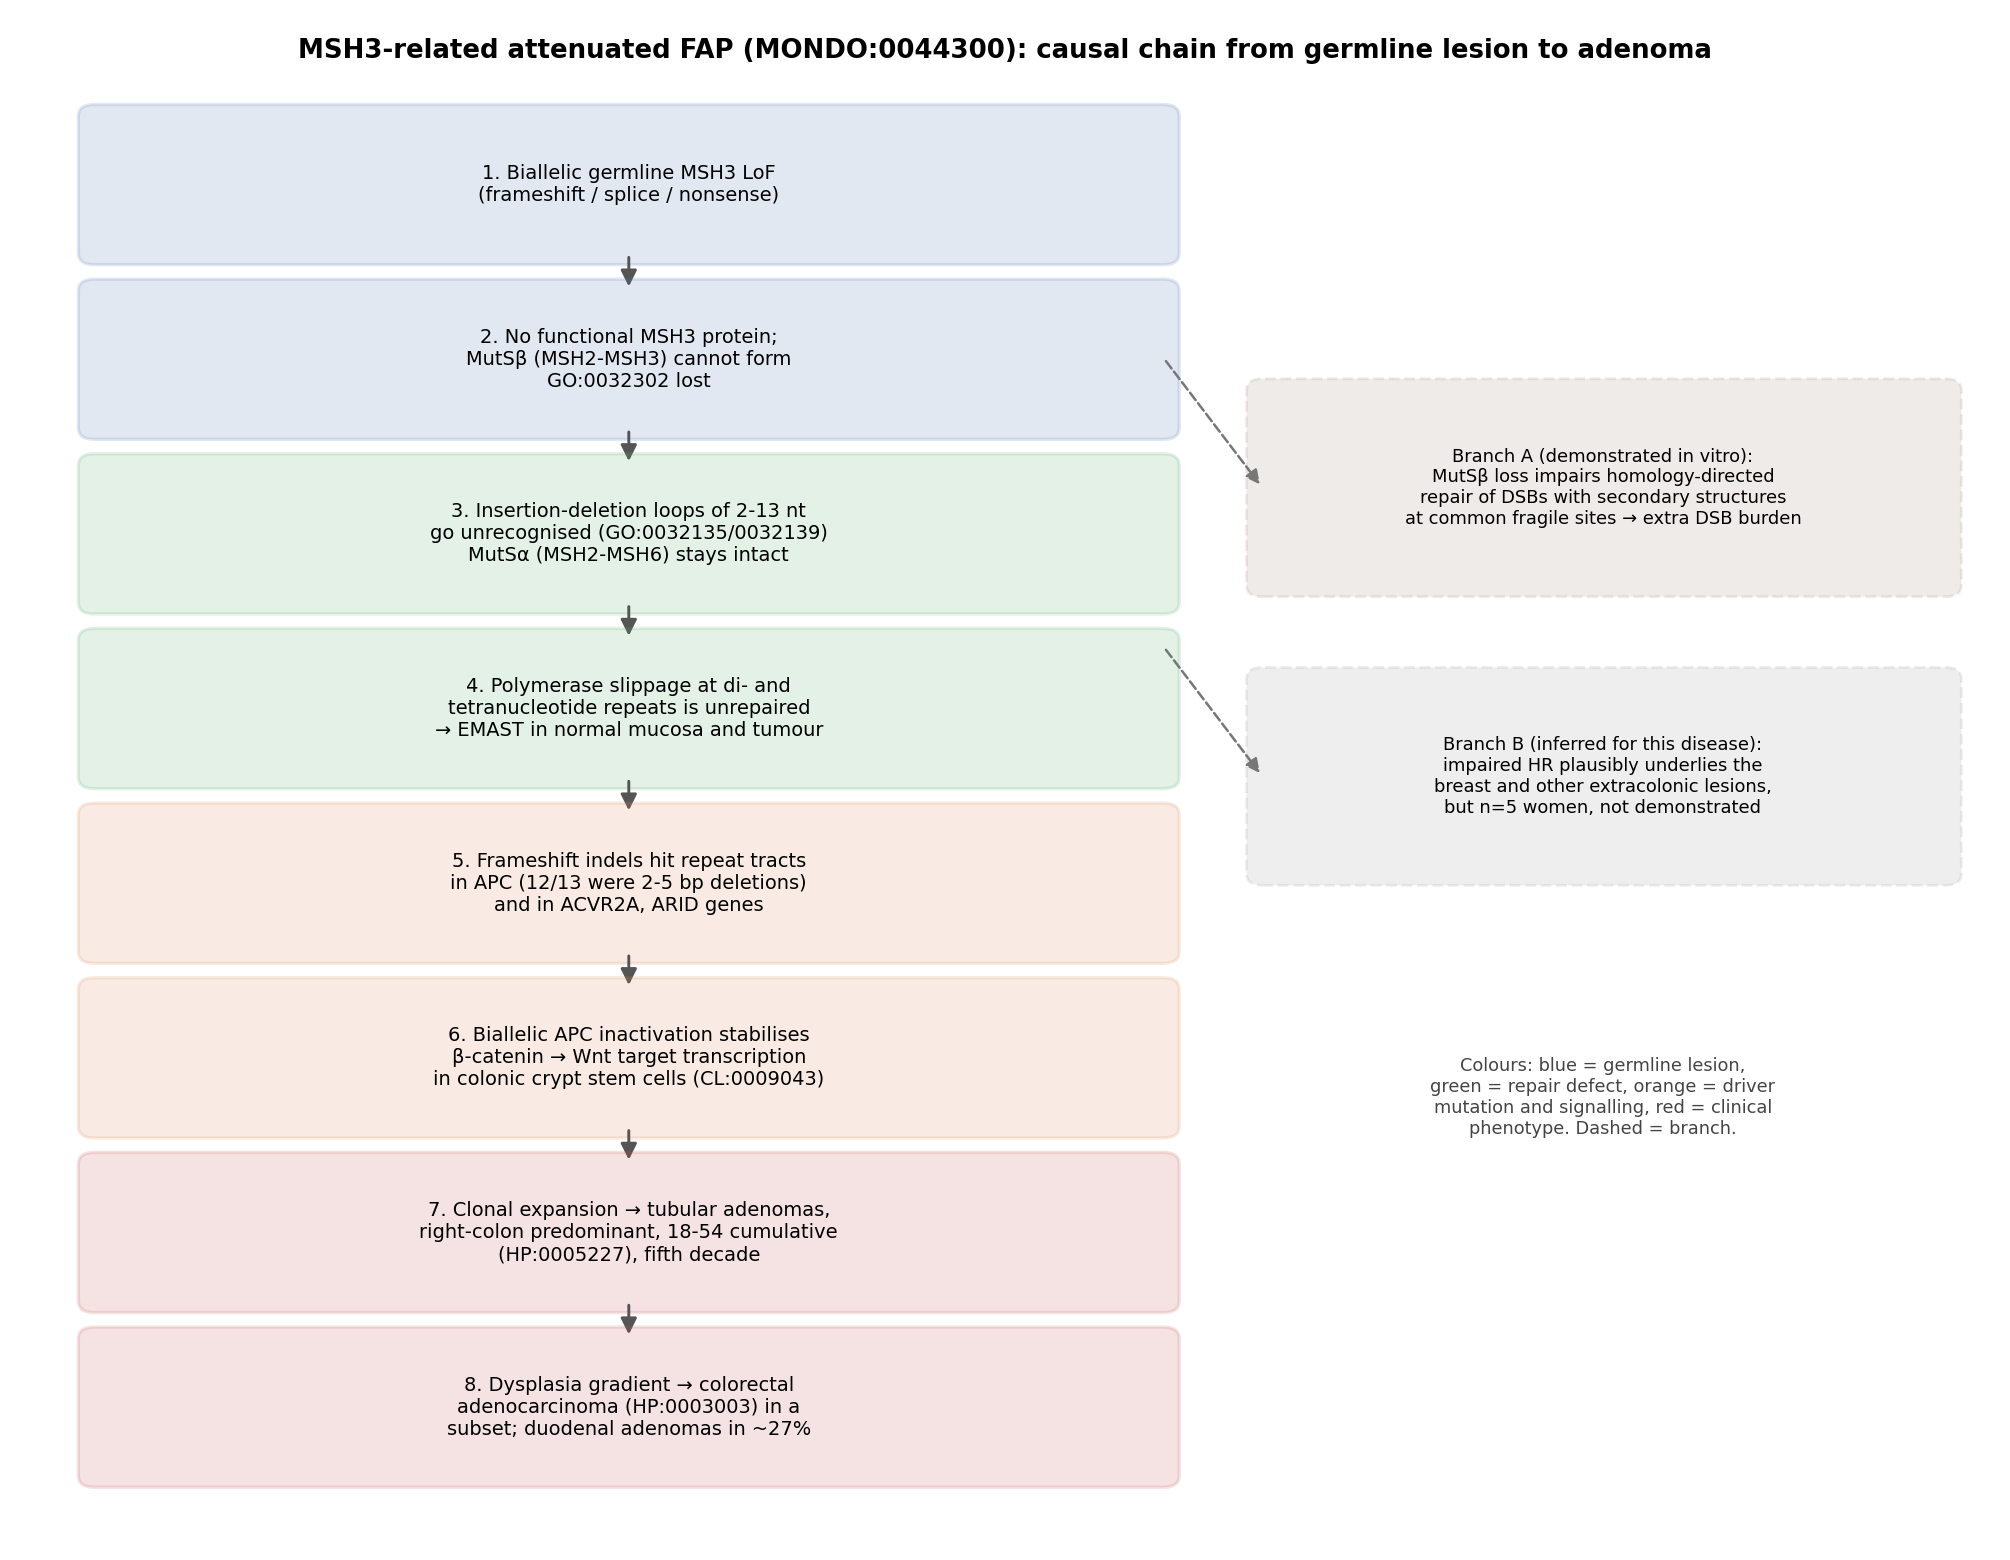 MSH3-related attenuated FAP (MONDO:0044300): causal chain from germline lesion to adenoma
1. Biallelic germline MSH3 LoF
(frameshift / splice / nonsense)
2. No functional MSH3 protein;
MutSβ (MSH2-MSH3) cannot form
GO:0032302 lost
3. Insertion-deletion loops of 2-13 nt
go unrecognised (GO:0032135/0032139)
MutSα (MSH2-MSH6) stays intact
4. Polymerase slippage at di- and
tetranucleotide repeats is unrepaired
→ EMAST in normal mucosa and tumour
5. Frameshift indels hit repeat tracts
in APC (12/13 were 2-5 bp deletions)
and in ACVR2A, ARID genes
6. Biallelic APC inactivation stabilises
β-catenin → Wnt target transcription
in colonic crypt stem cells (CL:0009043)
7. Clonal expansion → tubular adenomas,
right-colon predominant, 18-54 cumulative
(HP:0005227), fifth decade
8. Dysplasia gradient → colorectal
adenocarcinoma (HP:0003003) in a
subset; duodenal adenomas in ~27%
Branch A (demonstrated in vitro):
MutSβ loss impairs homology-directed
repair of DSBs with secondary structures
at common fragile sites → extra DSB burden
Branch B (inferred for this disease):
impaired HR plausibly underlies the
breast and other extracolonic lesions,
but n=5 women, not demonstrated
Colours: blue = germline lesion,
green = repair defect, orange = driver
mutation and signalling, red = clinical
phenotype. Dashed = branch.